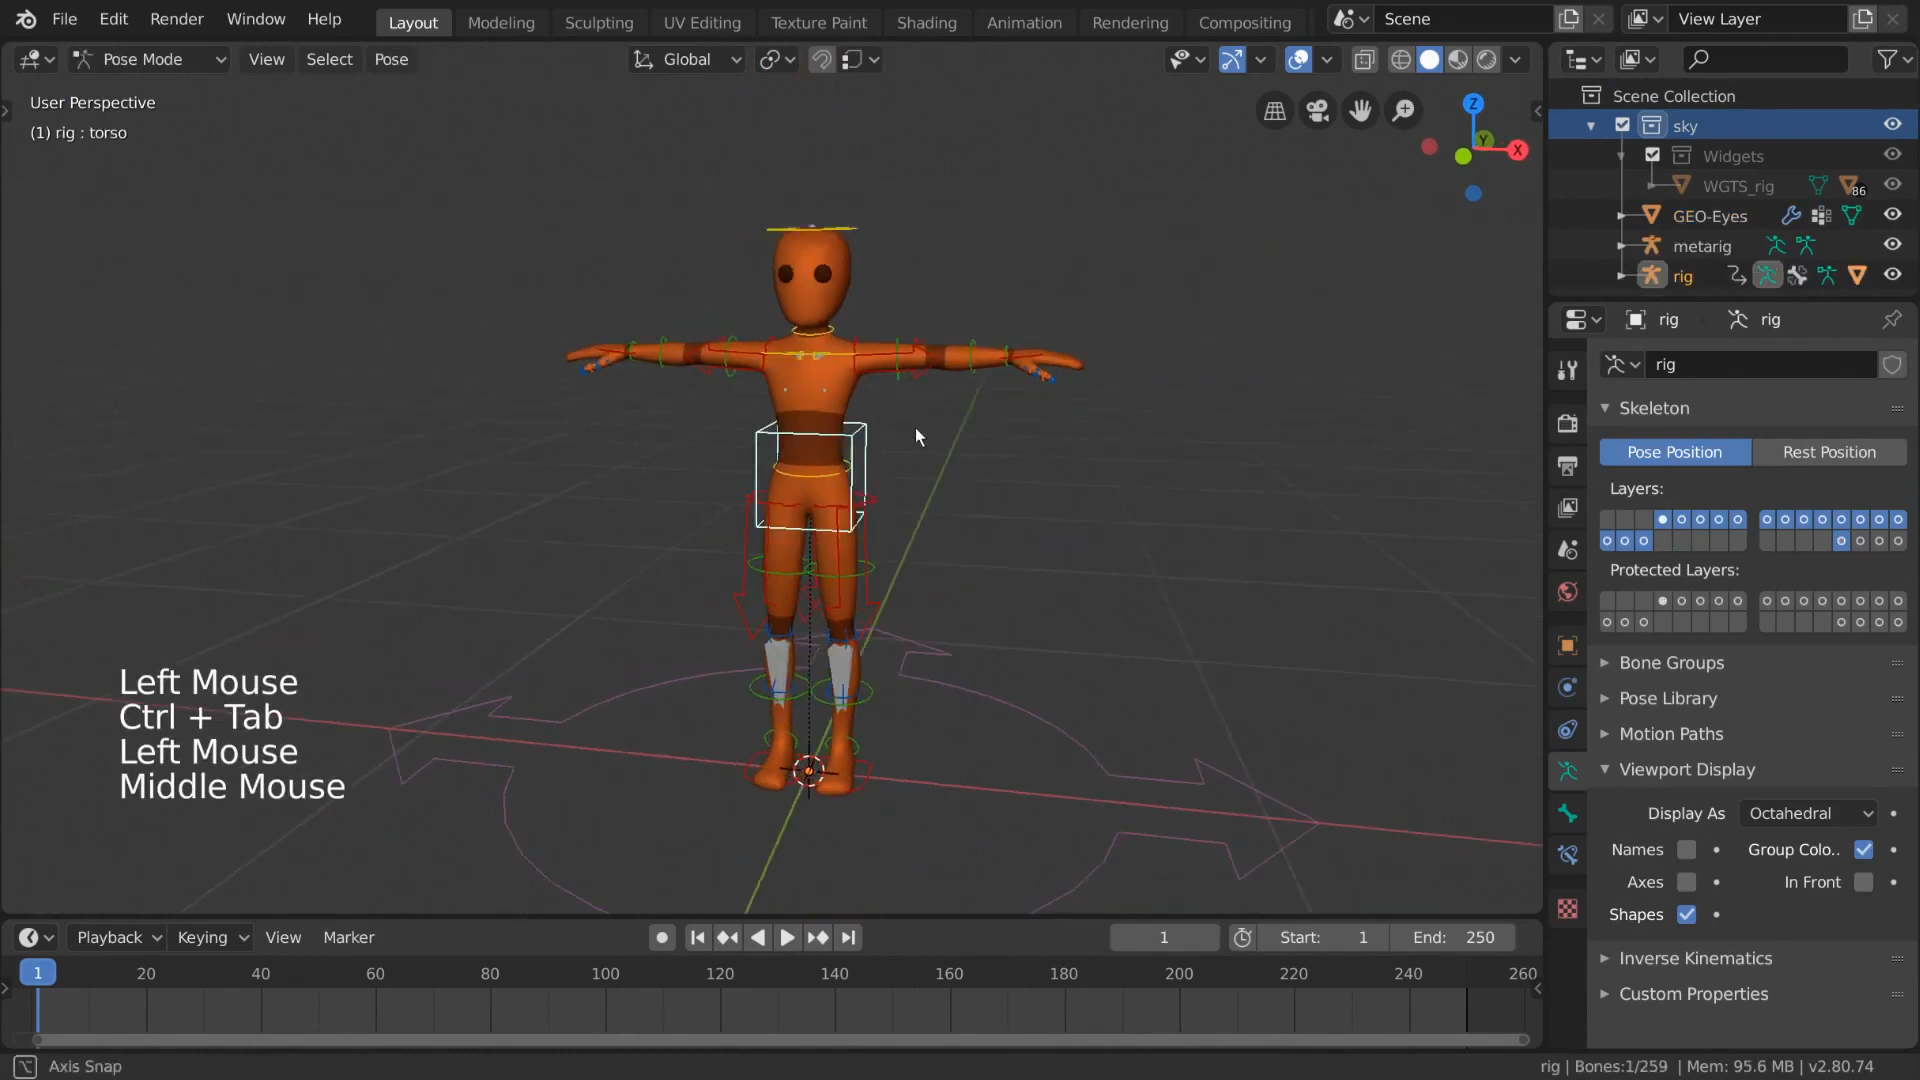 File Edit Render Window Help Layout Modeling Sculpting UV Editing Texture Paint Shading Animation Rendering Compositing Scene View Layer
Pose Mode View Select Pose Global
User Perspective
(1) rig : torso
Z
Y
X
Left Mouse
Ctrl + Tab
Left Mouse
Middle Mouse
Scene Collection
sky
Widgets
WGTS_rig 86
GEO-Eyes
metarig
rig
rig rig
rig
Skeleton
Pose Position Rest Position
Layers:
Protected Layers:
Bone Groups
Pose Library
Motion Paths
Viewport Display
Display As Octahedral
Names Group Colo..
Axes In Front
Shapes
Inverse Kinematics
Custom Properties
Playback Keying View Marker 1 Start: 1 End: 250
1 20 40 60 80 100 120 140 160 180 200 220 240 260
Axis Snap rig | Bones:1/259 | Mem: 95.6 MB | v2.80.74